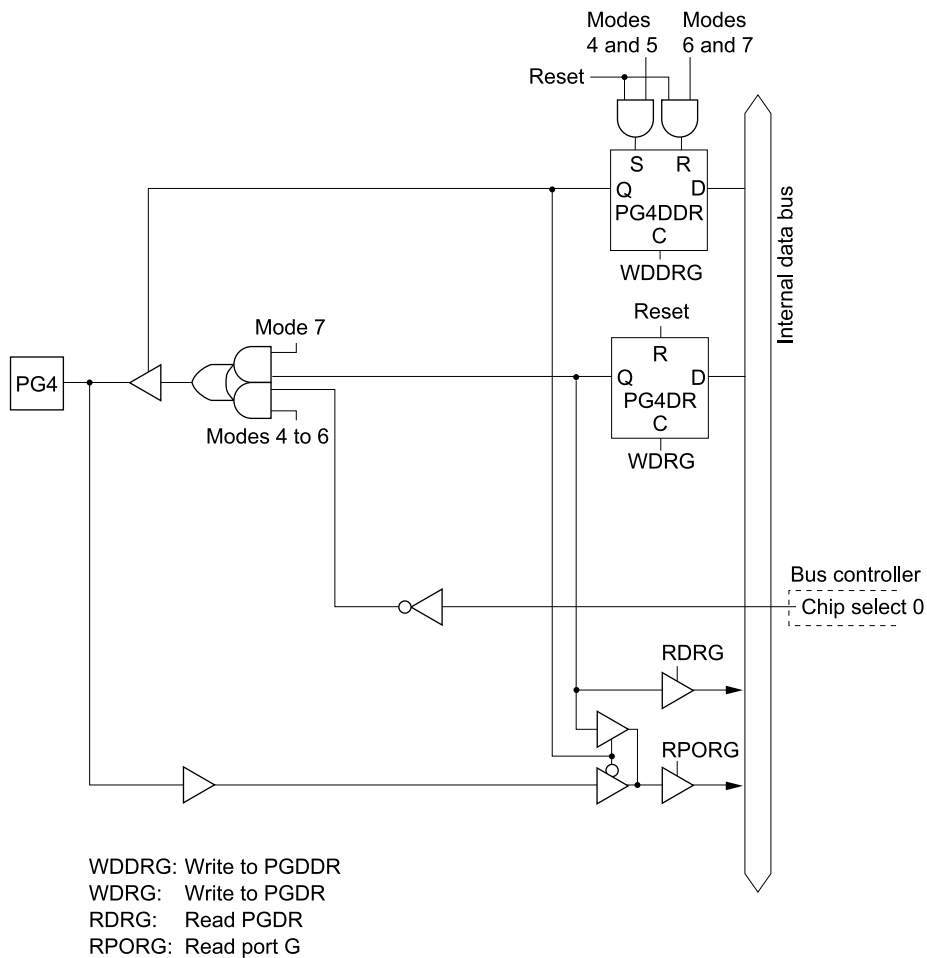 Modes
4 and 5
Modes
6 and 7
Reset
S
R
Q
D
PG4DDR
C
WDDRG
Internal data bus
Reset
Mode 7
R
PG4
Q
D
PG4DR
C
Modes 4 to 6
WDRG
Bus controller
Chip select 0
RDRG
RPORG
WDDRG: Write to PGDDR
WDRG: Write to PGDR
RDRG: Read PGDR
RPORG: Read port G